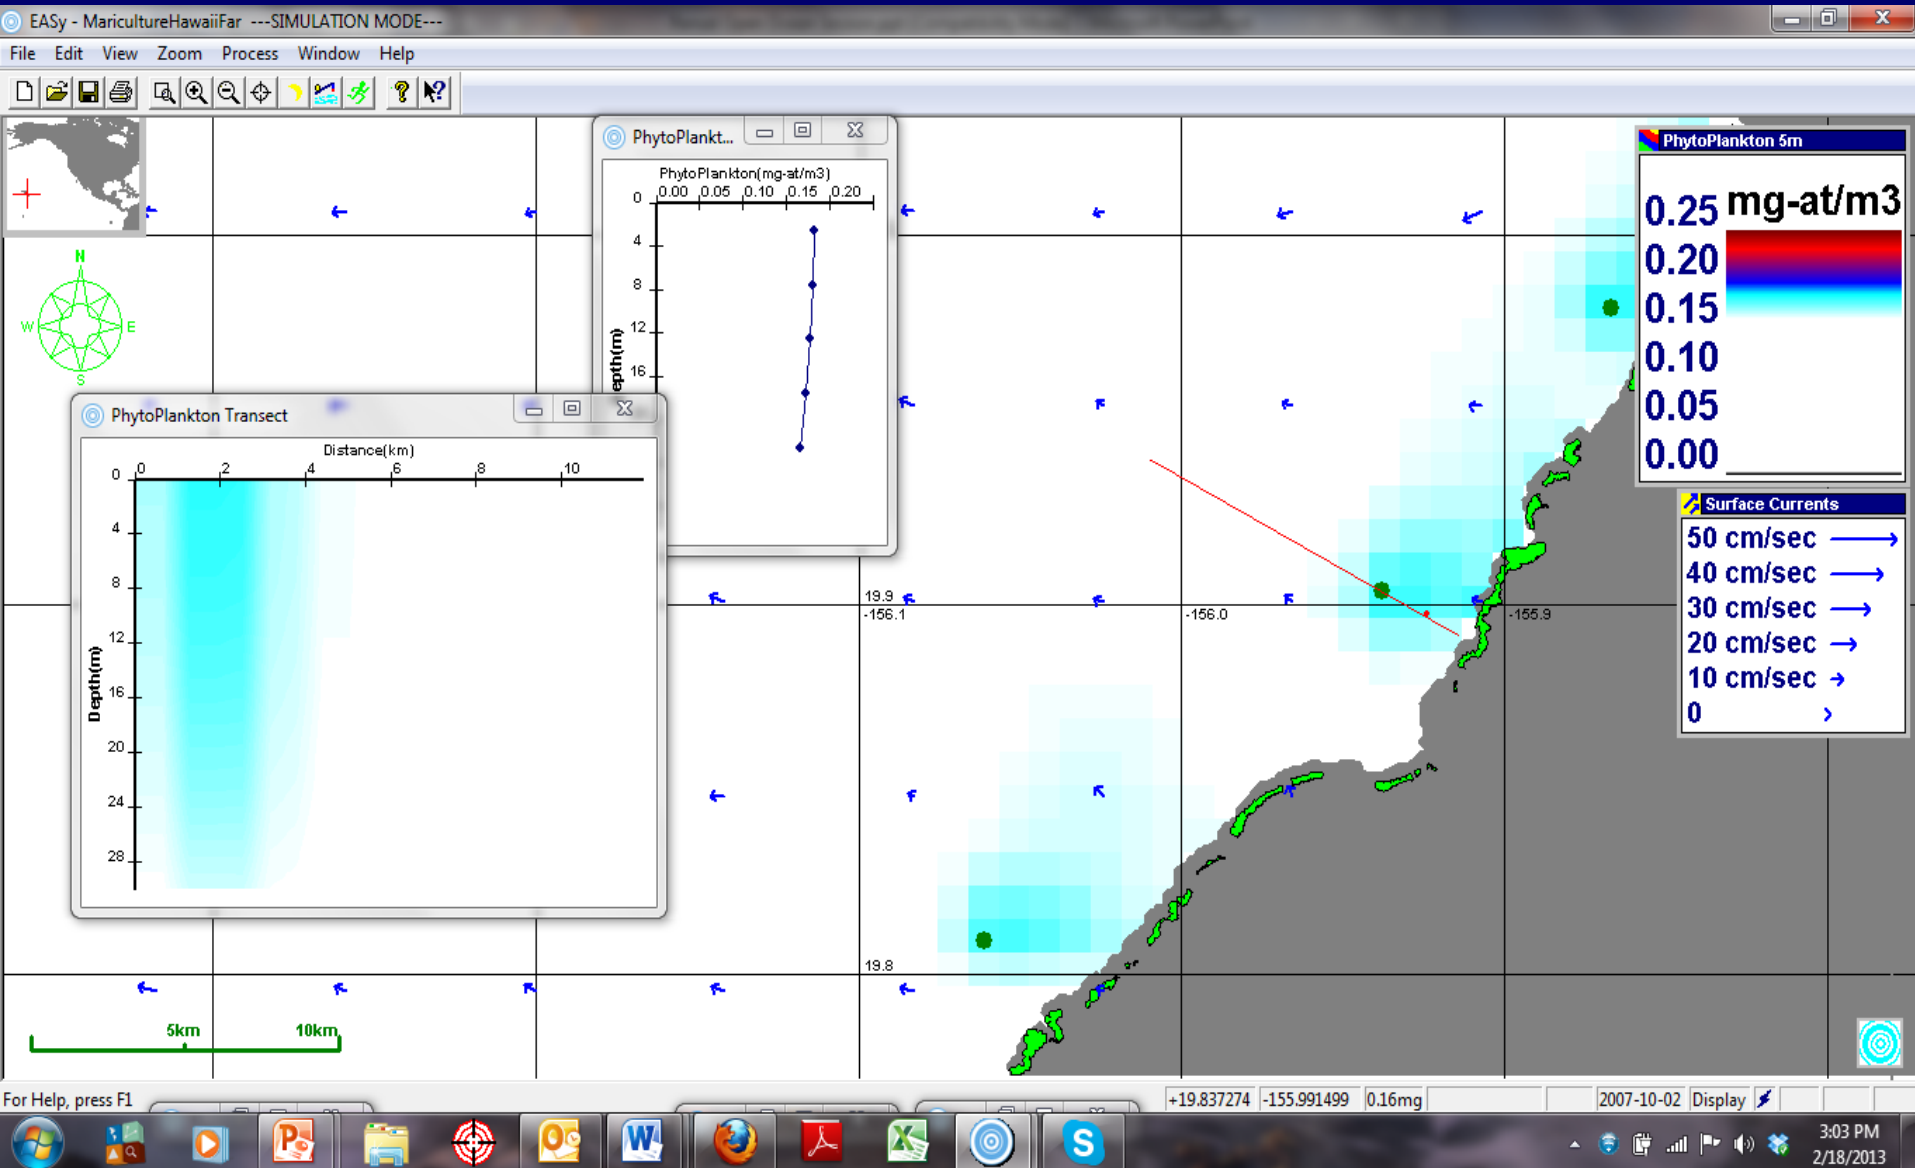 EASy - MaricultureHawaiiFar ---SIMULATION MODE---
File Edit View Zoom Process Window Help
N
W E
S
PhytoPlankt...
PhytoPlankton(mg-at/m3)
0.00 0.05 0.10 0.15 0.20
0
4
8
12
16
epth(m)
PhytoPlankton Transect
Distance(km)
0 2 4 6 8 10
0
4
8
12
16
20
24
28
Depth(m)
PhytoPlankton 5m
mg-at/m3
0.25
0.20
0.15
0.10
0.05
0.00
Surface Currents
50 cm/sec
40 cm/sec
30 cm/sec
20 cm/sec
10 cm/sec
0
19.9
-156.1 -156.0 -155.9
19.8
5km 10km
For Help, press F1
+19.837274 -155.991499 0.16mg 2007-10-02 Display
3:03 PM
2/18/2013